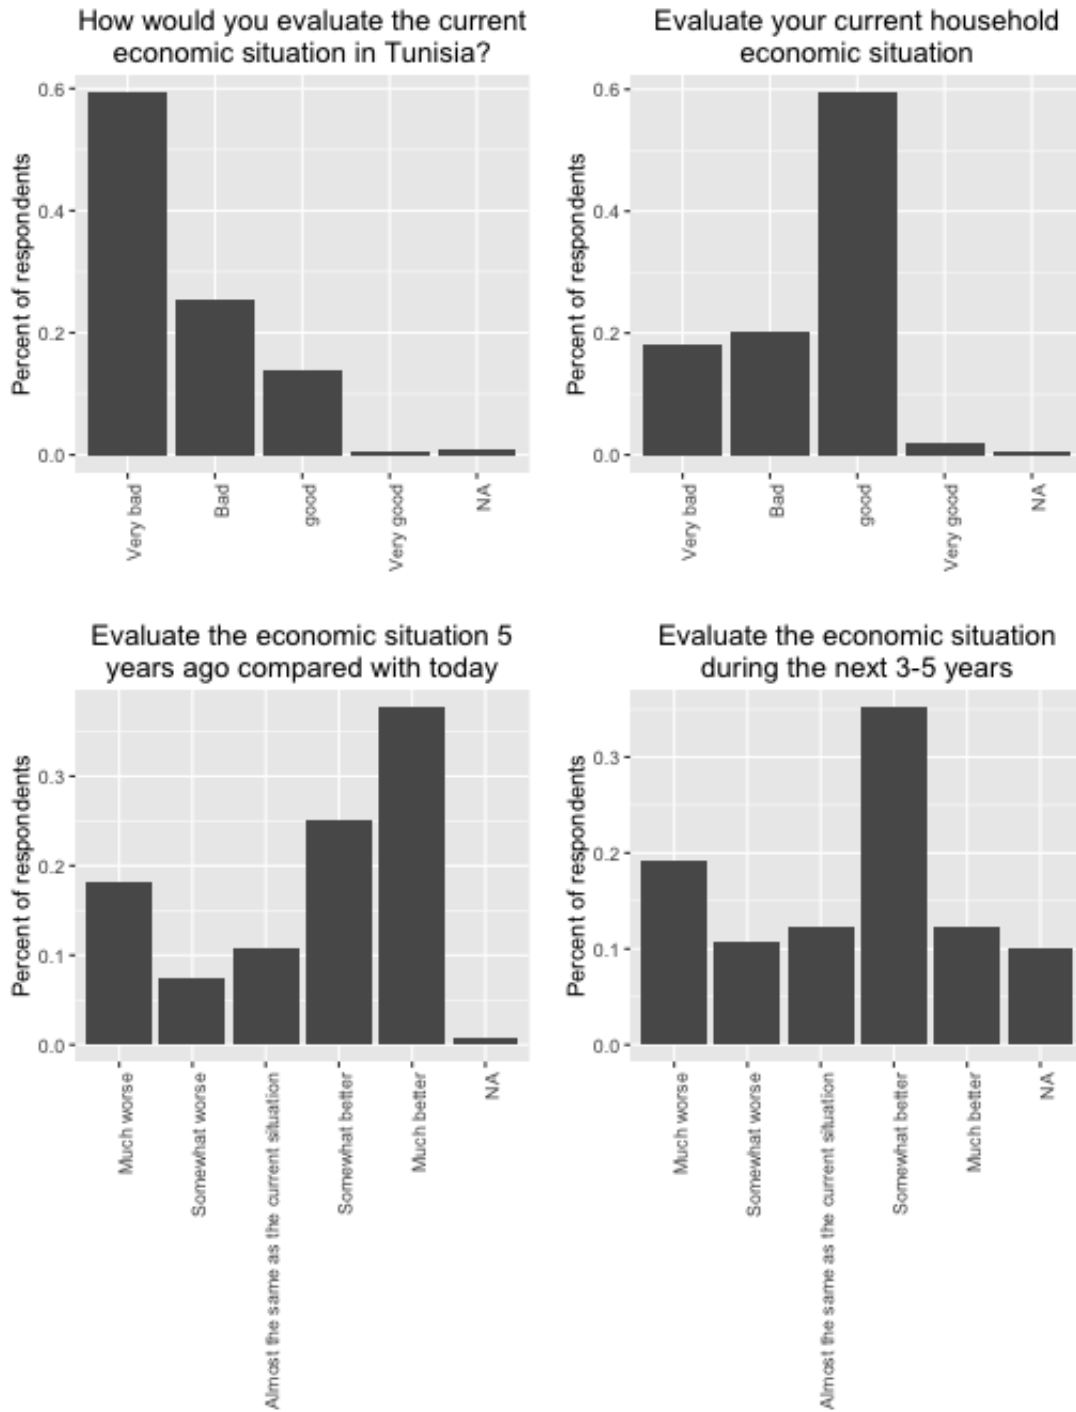 How would you evaluate the current
economic situation in Tunisia?
Percent of respondents
0.6
0.4
0.2
0.0
Very bad
Bad
good
Very good
NA
Evaluate your current household
economic situation
Percent of respondents
0.6
0.4
0.2
0.0
Very bad
Bad
good
Very good
NA
Evaluate the economic situation 5
years ago compared with today
Percent of respondents
0.3
0.2
0.1
0.0
Much worse
Somewhat worse
Almost the same as the current situation
Somewhat better
Much better
NA
Evaluate the economic situation
during the next 3-5 years
Percent of respondents
0.3
0.2
0.1
0.0
Much worse
Somewhat worse
Almost the same as the current situation
Somewhat better
Much better
NA